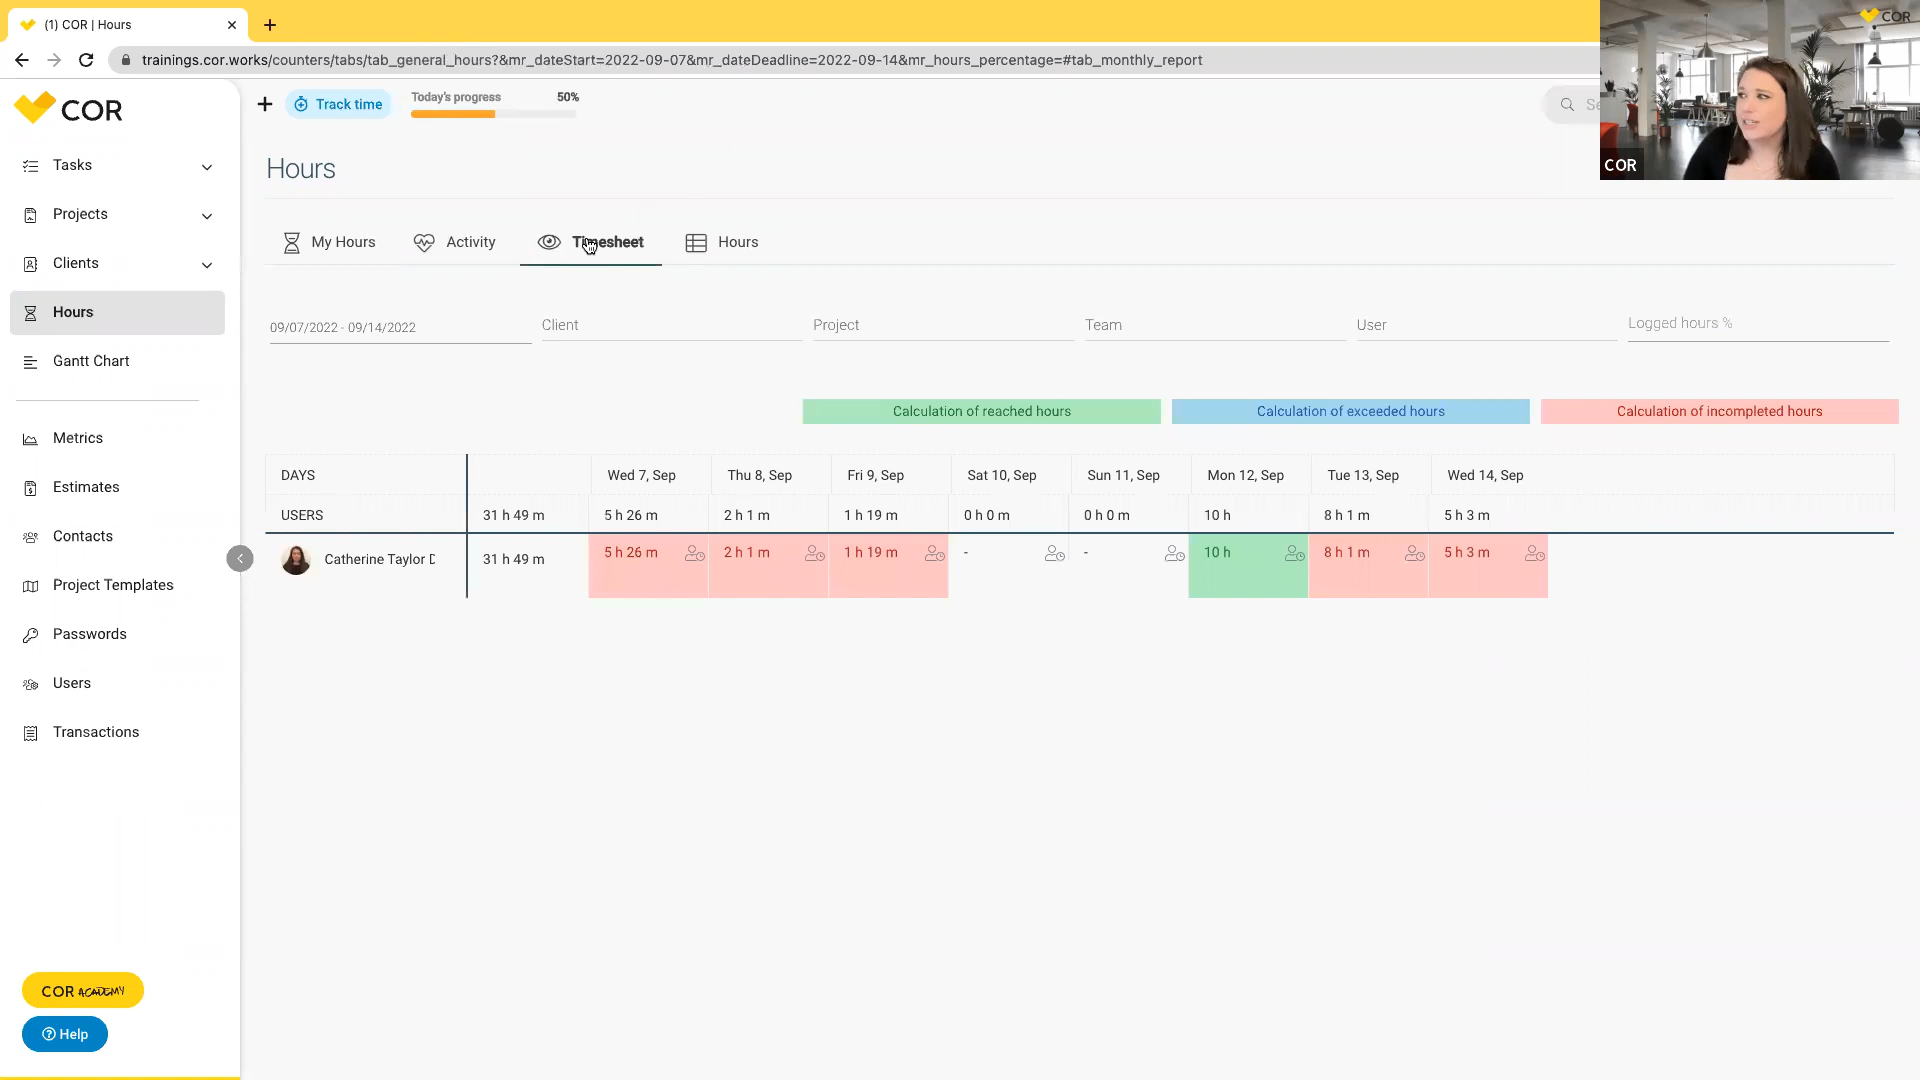 (1) COR | Hours
trainings.cor.works/counters/tabs/tab_general_hours?&mr_dateStart=2022-09-07&mr_dateDeadline=2022-09-14&mr_hours_percentage=#tab_monthly_report
COR
COR
Track time
Today's progress
50%
COR
Hours
Tasks
Projects
Clients
Hours
Gantt Chart
Metrics
Estimates
Contacts
Project Templates
Passwords
Users
Transactions
COR ACADEMY
Help
My Hours
Activity
Timesheet
Hours
09/07/2022 - 09/14/2022
Client
Project
Team
User
Logged hours %
Calculation of reached hours
Calculation of exceeded hours
Calculation of incompleted hours
DAYS Wed 7, Sep Thu 8, Sep Fri 9, Sep Sat 10, Sep Sun 11, Sep Mon 12, Sep Tue 13, Sep Wed 14, Sep
USERS 31 h 49 m 5 h 26 m 2 h 1 m 1 h 19 m 0 h 0 m 0 h 0 m 10 h 8 h 1 m 5 h 3 m
Catherine Taylor 31 h 49 m 5 h 26 m 2 h 1 m 1 h 19 m - - 10 h 8 h 1 m 5 h 3 m